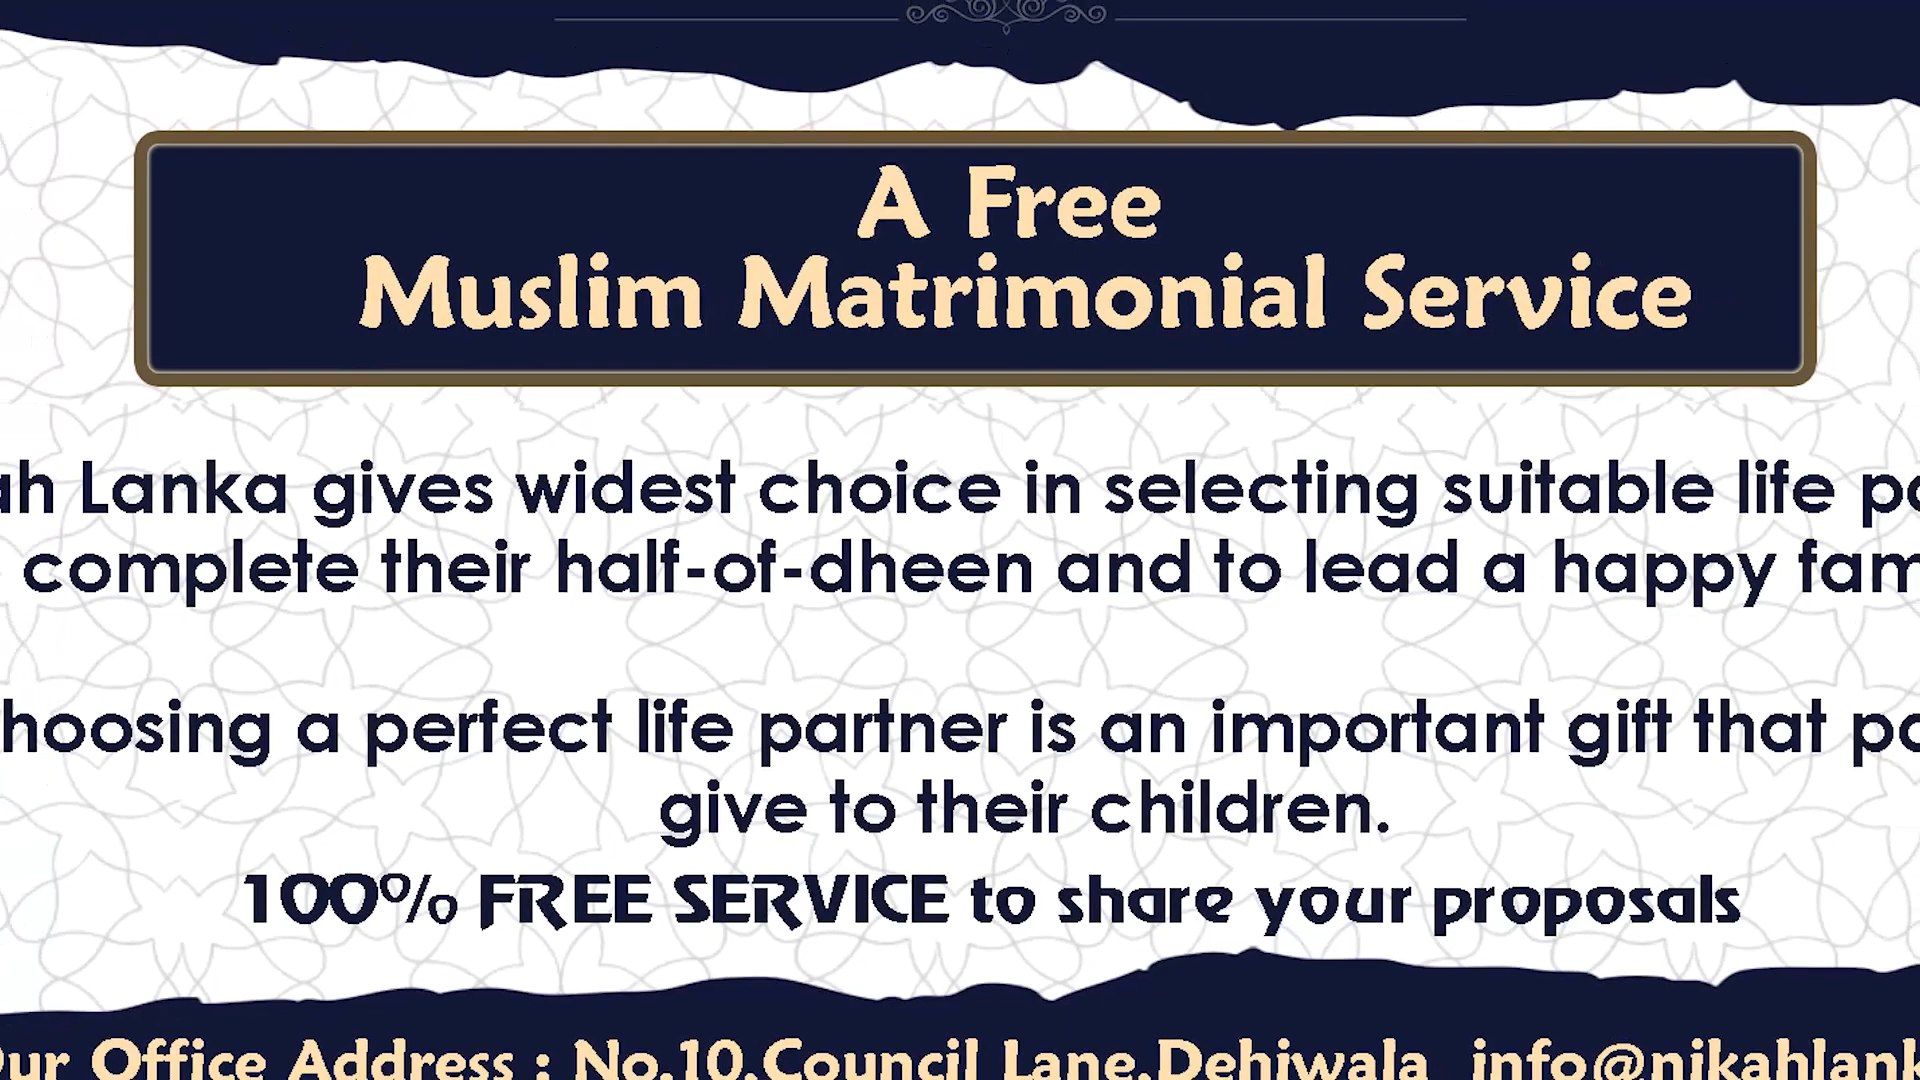 A Free
Muslim Matrimonial Service
ah Lanka gives widest choice in selecting suitable life
complete their half-of-dheen and to lead a happy fam
hoosing a perfect life partner is an important gift that
give to their children.
100% FREE SERVICE to share your proposals
ur Office Address : No.10,Council Lane,Dehiwala info@nikahlank